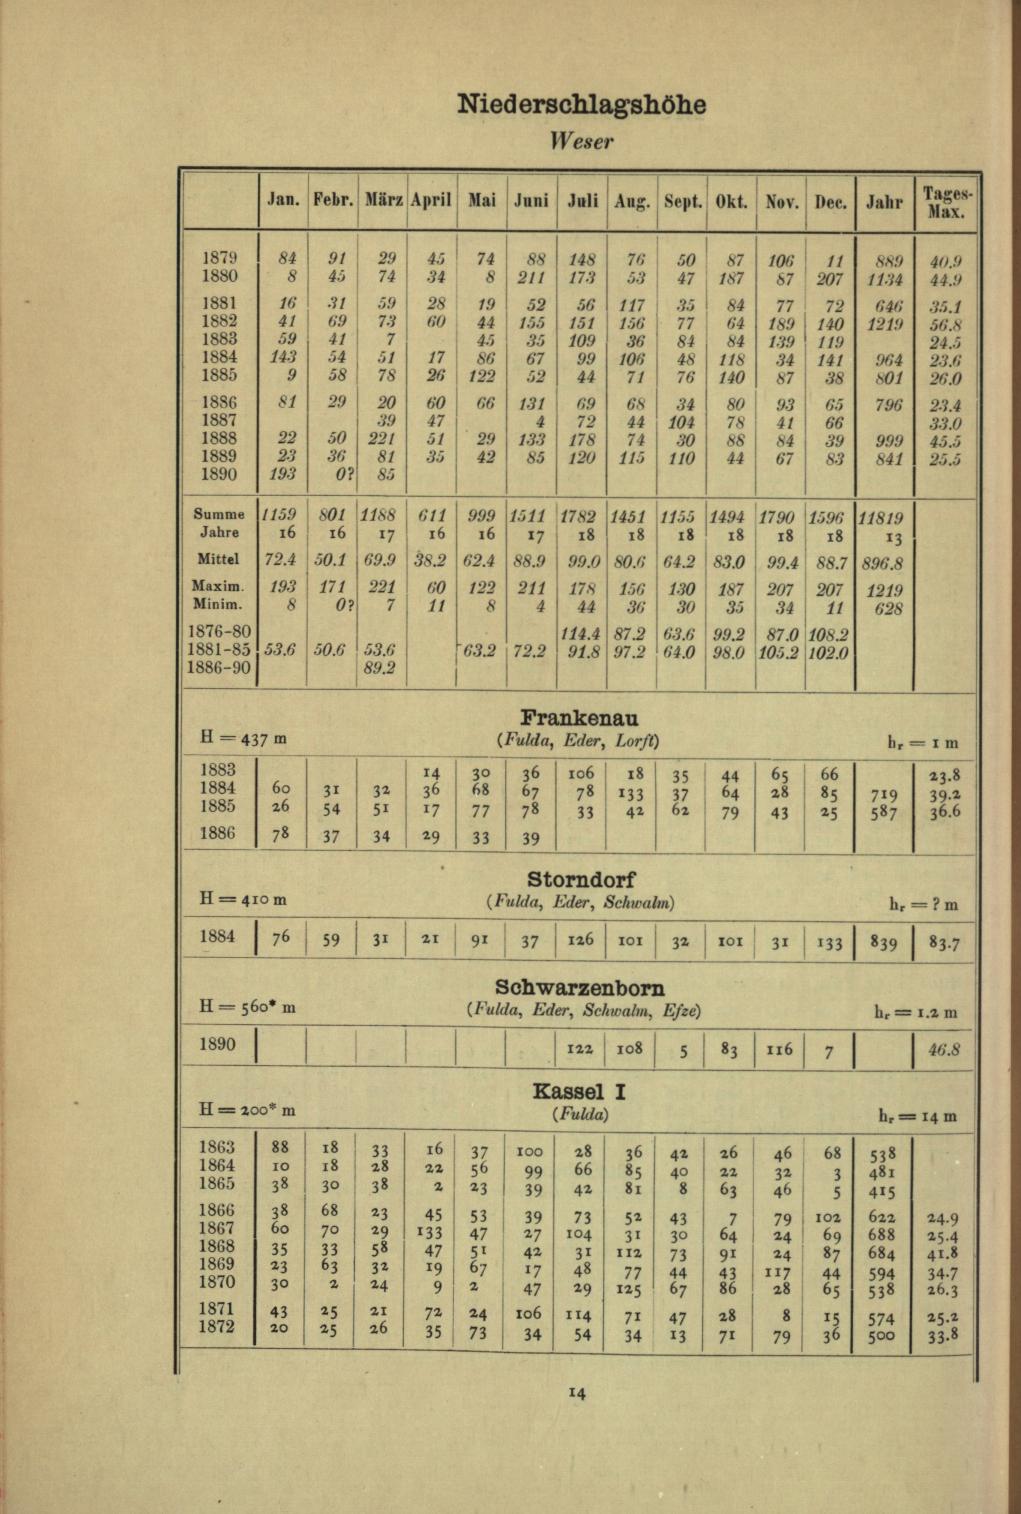 Niederschlagshöhe
Weser
Jan. Febr. März April Mai Juni Juli Aug. Sept. Okt. Nov. Dec. Jahr Tages-Max.
1879 84 91 29 45 74 88 148 76 50 87 106 11 889 40.9
1880 8 45 74 34 8 211 173 53 47 187 87 207 1134 44.9
1881 16 31 59 28 19 52 56 117 35 84 77 72 646 35.1
1882 41 69 73 60 44 155 151 156 77 64 189 140 1219 56.8
1883 59 41 7 45 35 109 36 84 84 139 119 24.5
1884 143 54 51 17 86 67 99 106 48 118 34 141 964 23.6
1885 9 58 78 26 122 52 44 71 76 140 87 38 801 26.0
1886 81 29 20 60 66 131 69 68 34 80 93 65 796 23.4
1887 39 47 4 72 44 104 78 41 66 33.0
1888 22 50 221 51 29 133 178 74 30 88 84 39 999 45.5
1889 23 36 81 35 42 85 120 115 110 44 67 83 841 25.5
1890 193 0? 85
Summe 1159 801 1188 611 999 1511 1782 1451 1155 1494 1790 1596 11819
Jahre 16 16 17 16 16 17 18 18 18 18 18 18 13
Mittel 72.4 50.1 69.9 38.2 62.4 88.9 99.0 80.6 64.2 83.0 99.4 88.7 896.8
Maxim. 193 171 221 60 122 211 178 156 130 187 207 207 1219
Minim. 8 0? 7 11 8 4 44 36 30 35 34 11 628
1876-80 114.4 87.2 63.6 99.2 87.0 108.2
1881-85 53.6 50.6 53.6 63.2 72.2 91.8 97.2 64.0 98.0 105.2 102.0
1886-90 89.2
Frankenau
H = 437 m (Fulda, Eder, Lorft) hr = 1 m
1883 14 30 36 106 18 35 44 65 66 23.8
1884 60 31 32 36 68 67 78 133 37 64 28 85 719 39.2
1885 26 54 51 17 77 78 33 42 62 79 43 25 587 36.6
1886 78 37 34 29 33 39
Storndorf
H = 410 m (Fulda, Eder, Schwalm) hr = ? m
1884 76 59 31 21 91 37 126 101 32 101 31 133 839 83.7
Schwarzenborn
H = 560* m (Fulda, Eder, Schwalm, Efze) hr = 1.2 m
1890 122 108 5 83 116 7 46.8
Kassel I
H = 200* m (Fulda) hr = 14 m
1863 88 18 33 16 37 100 28 36 42 26 46 68 538
1864 10 18 28 22 56 99 66 85 40 22 32 3 481
1865 38 30 38 2 23 39 42 81 8 63 46 5 415
1866 38 68 23 45 53 39 73 52 43 7 79 102 622 24.9
1867 60 70 29 133 47 27 104 31 30 64 24 69 688 25.4
1868 35 33 58 47 51 42 31 112 73 91 24 87 684 41.8
1869 23 63 32 19 67 17 48 77 44 43 117 44 594 34.7
1870 30 2 24 9 2 47 29 125 67 86 28 65 538 26.3
1871 43 25 21 72 24 106 114 71 47 28 8 15 574 25.2
1872 20 25 26 35 73 34 54 34 13 71 79 36 500 33.8
14